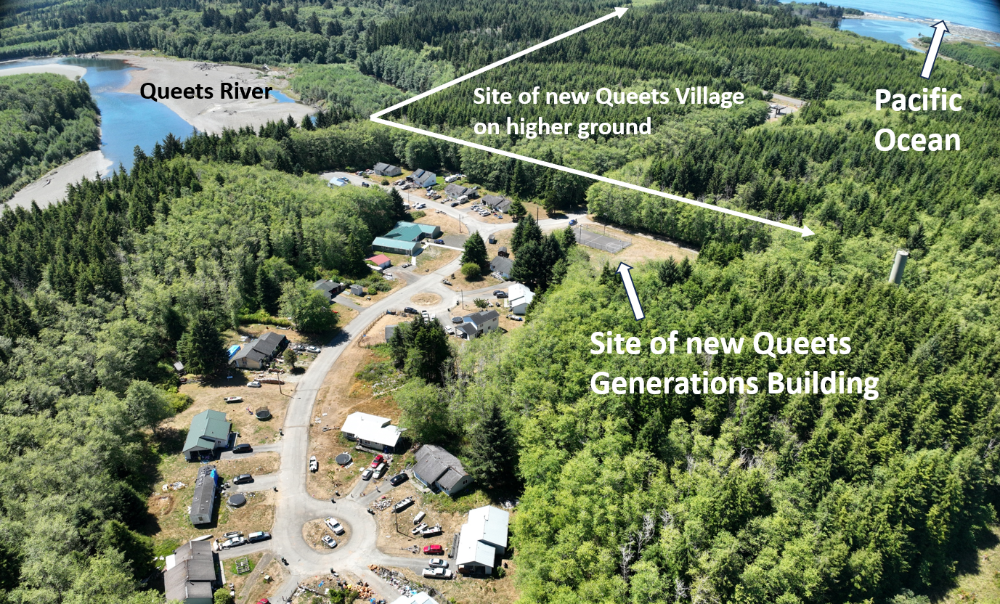 Queets River
Site of new Queets Village
on higher ground
Pacific
Ocean
Site of new Queets
Generations Building